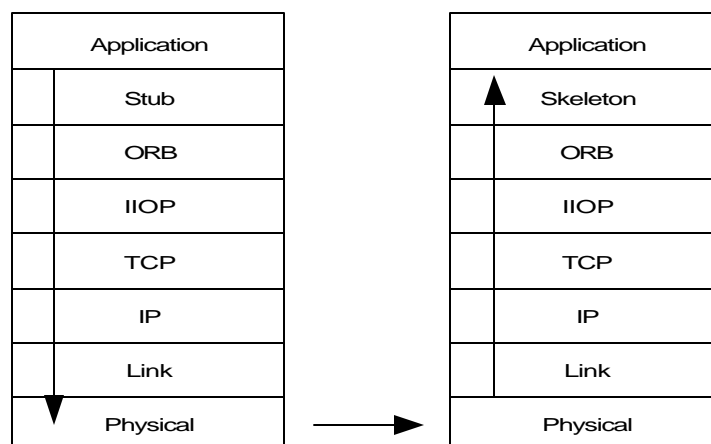 Application
Stub
ORB
IIOP
TCP
IP
Link
Physical
Application
Skeleton
ORB
IIOP
TCP
IP
Link
Physical